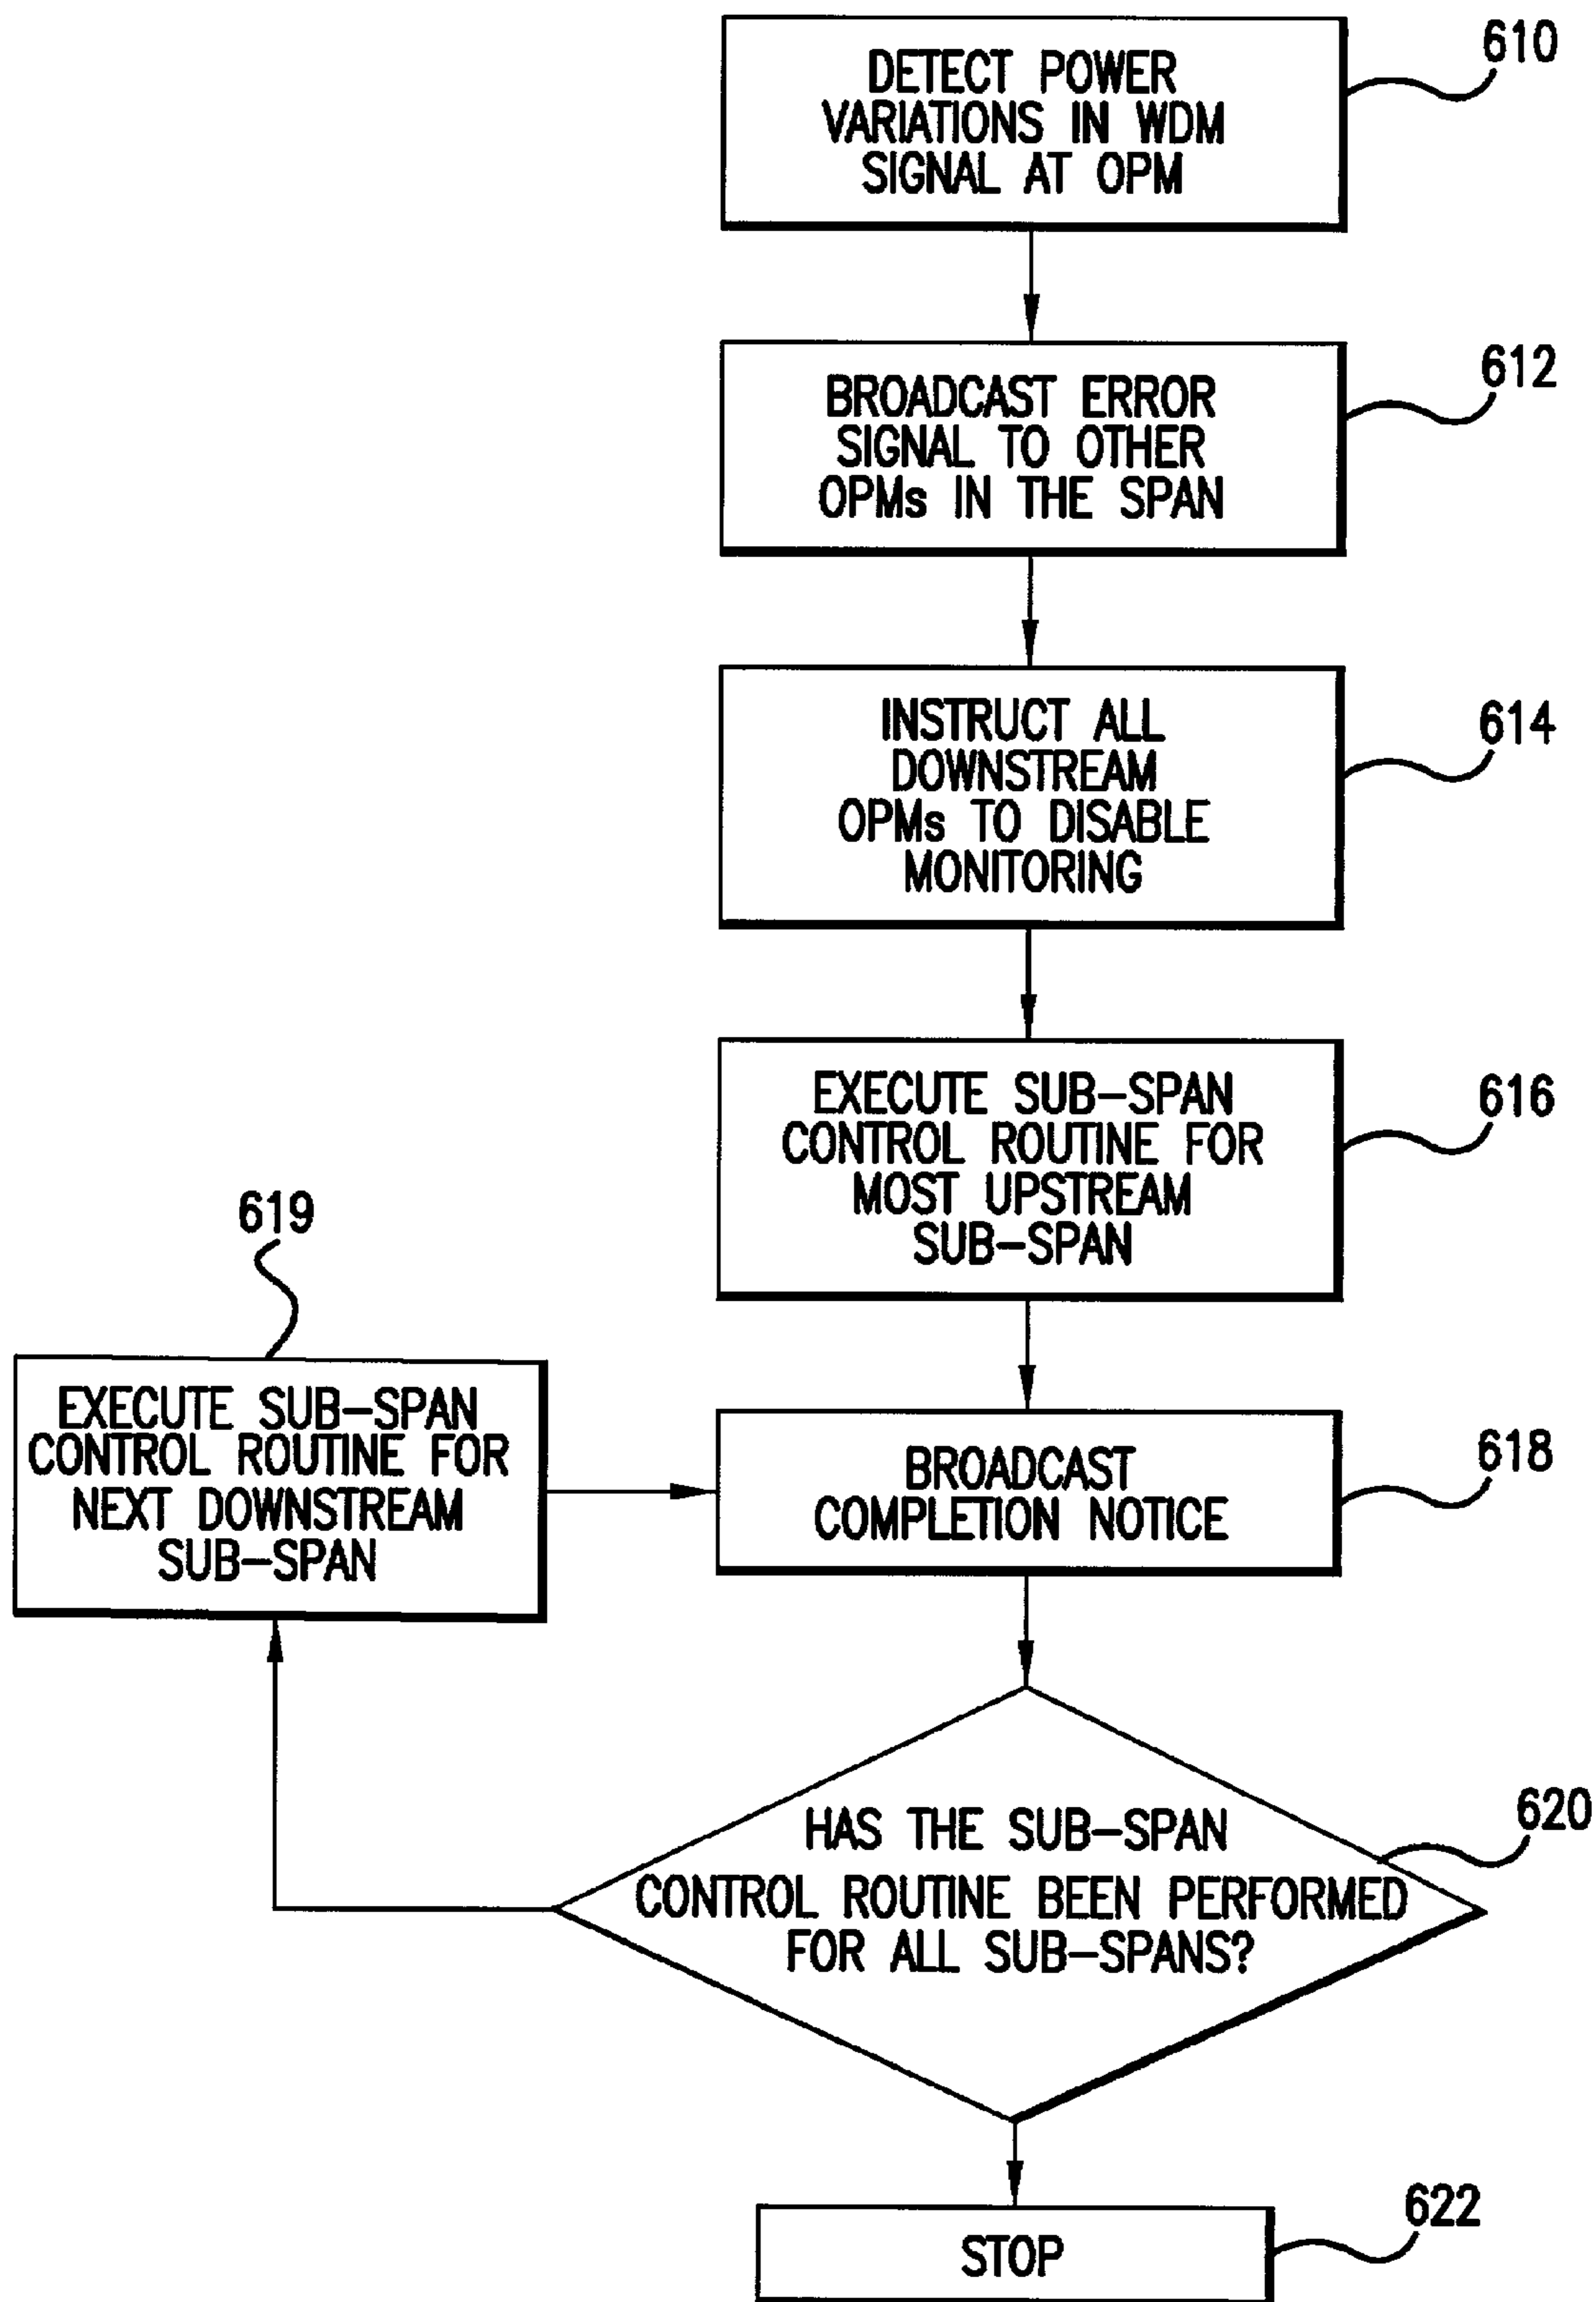 DETECT POWER
VARIATIONS IN WDM
SIGNAL AT OPM
610
BROADCAST ERROR
SIGNAL TO OTHER
OPMs IN THE SPAN
612
INSTRUCT ALL
DOWNSTREAM
OPMs TO DISABLE
MONITORING
614
EXECUTE SUB-SPAN
CONTROL ROUTINE FOR
MOST UPSTREAM
SUB-SPAN
616
619
EXECUTE SUB-SPAN
CONTROL ROUTINE FOR
NEXT DOWNSTREAM
SUB-SPAN
BROADCAST
COMPLETION NOTICE
618
HAS THE SUB-SPAN
CONTROL ROUTINE BEEN PERFORMED
FOR ALL SUB-SPANS?
620
STOP
622